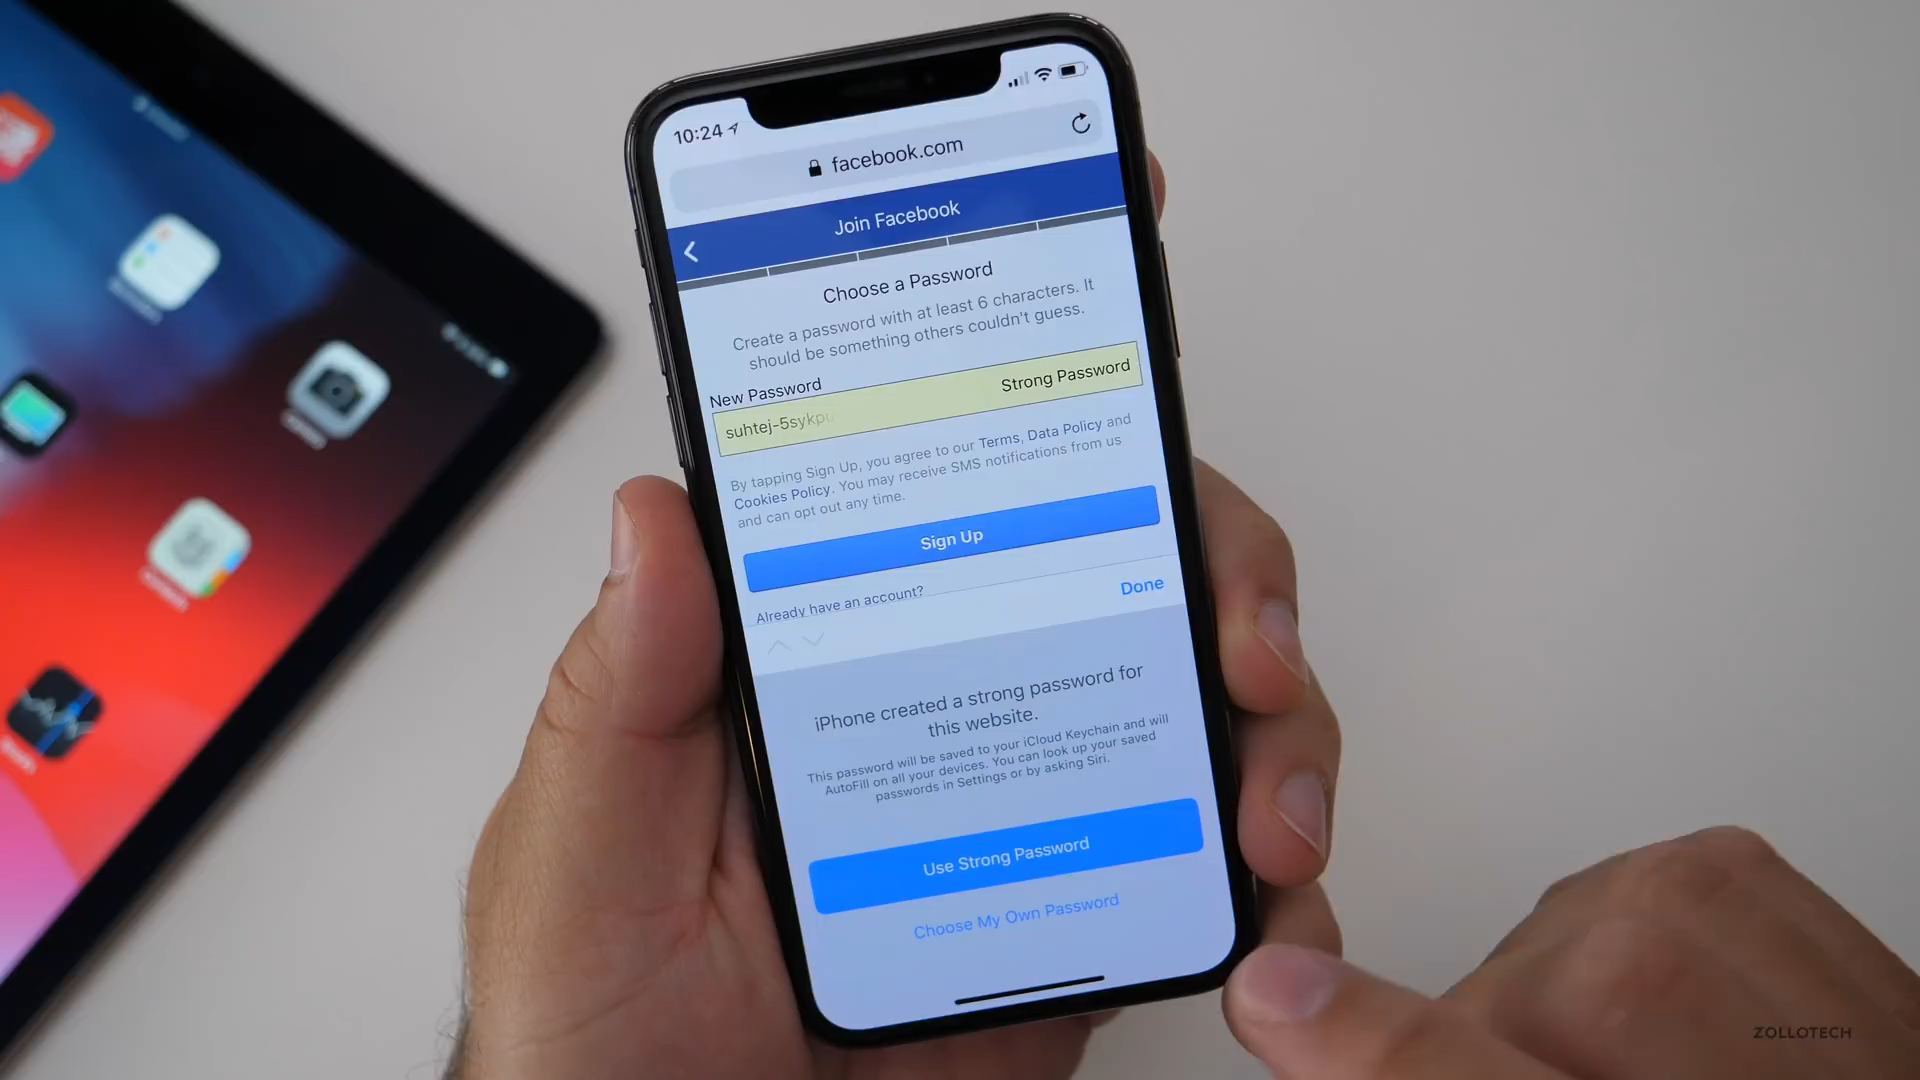 10:24
facebook.com
Join Facebook
Choose a Password
Create a password with at least 6 characters. It
should be something others couldn't guess.
New Password
suhtej-5sykpu
Strong Password
By tapping Sign Up, you agree to our Terms, Data Policy and
Cookies Policy. You may receive SMS notifications from us
and can opt out any time.
Sign Up
Already have an account?
Done
iPhone created a strong password for
this website.
This password will be saved to your iCloud Keychain and will
AutoFill on all your devices. You can look up your saved
passwords in Settings or by asking Siri.
Use Strong Password
Choose My Own Password
ZOLLOTECH